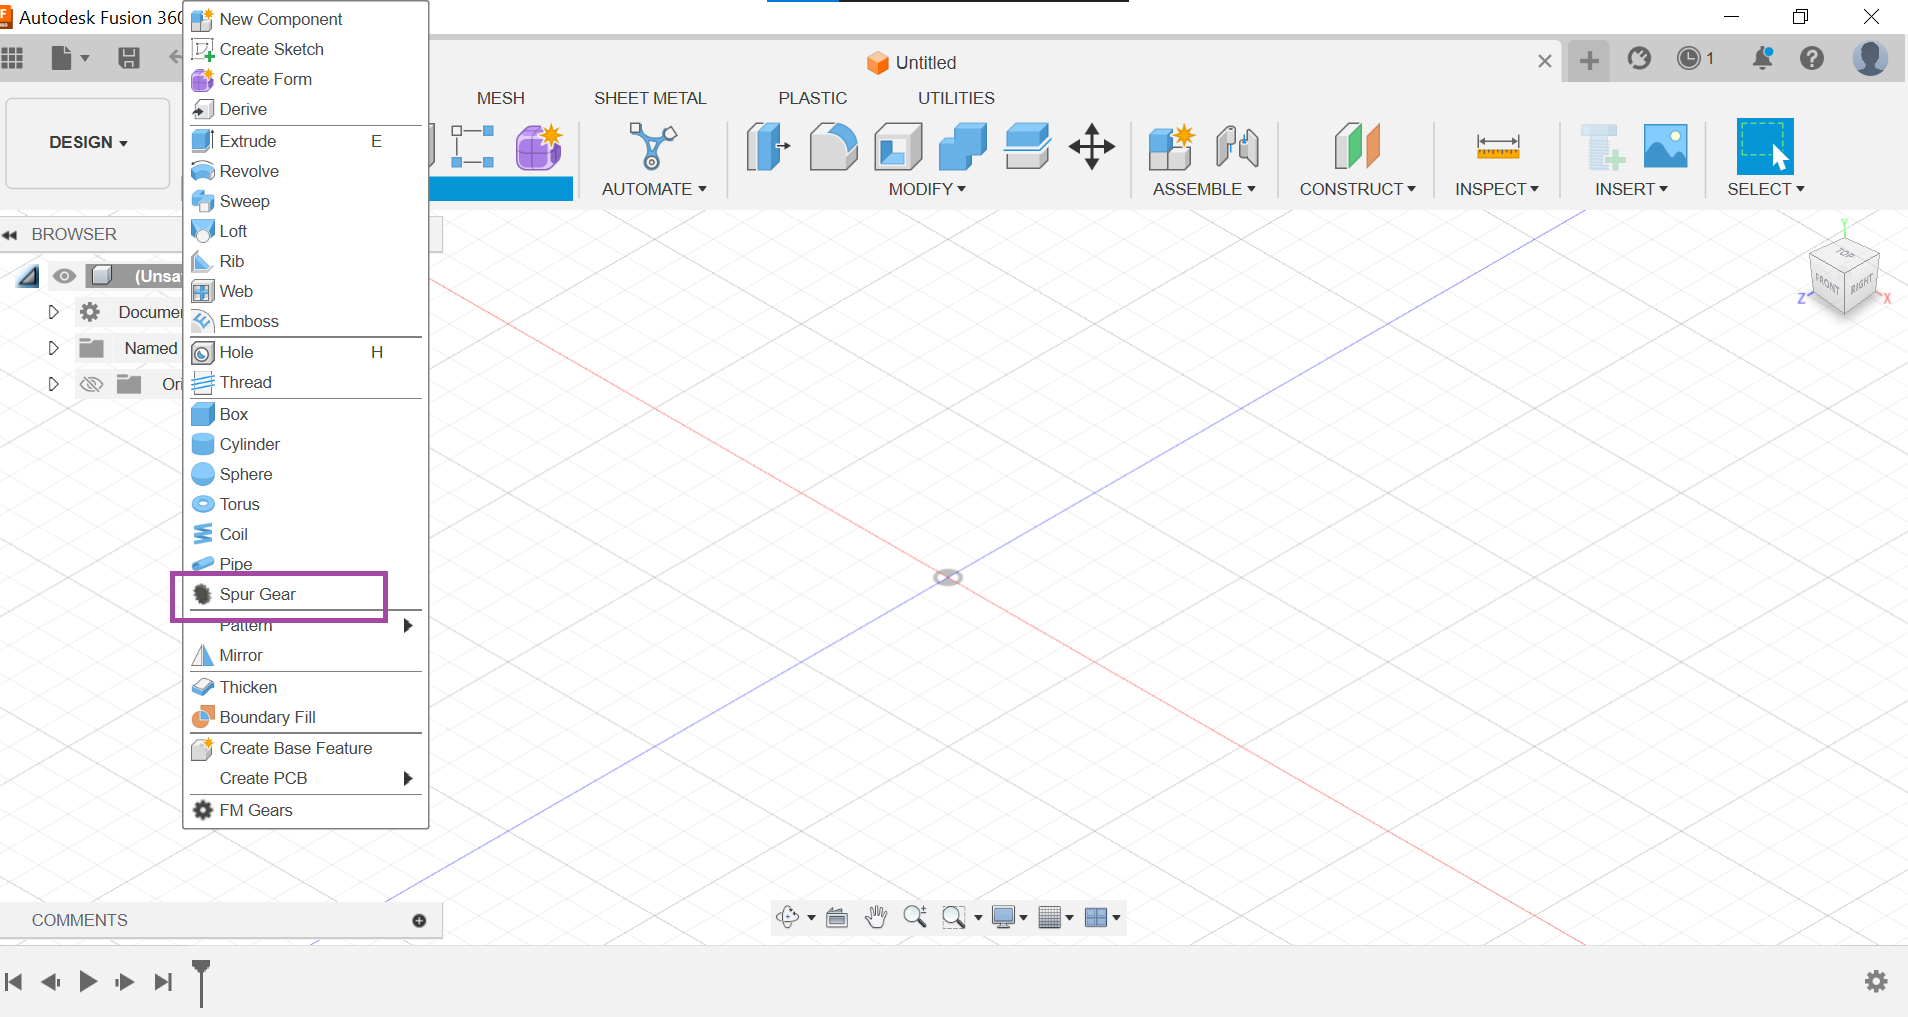 Autodesk Fusion 360
Untitled
1
MESH
SHEET METAL
PLASTIC
UTILITIES
DESIGN
AUTOMATE
MODIFY
ASSEMBLE
CONSTRUCT
INSPECT
INSERT
SELECT
BROWSER
(Unsa
Documen
Named
Ori
New Component
Create Sketch
Create Form
Derive
Extrude E
Revolve
Sweep
Loft
Rib
Web
Emboss
Hole H
Thread
Box
Cylinder
Sphere
Torus
Coil
Pipe
Spur Gear
Pattern
Mirror
Thicken
Boundary Fill
Create Base Feature
Create PCB
FM Gears
Y
TOP
FRONT
RIGHT
Z
X
COMMENTS